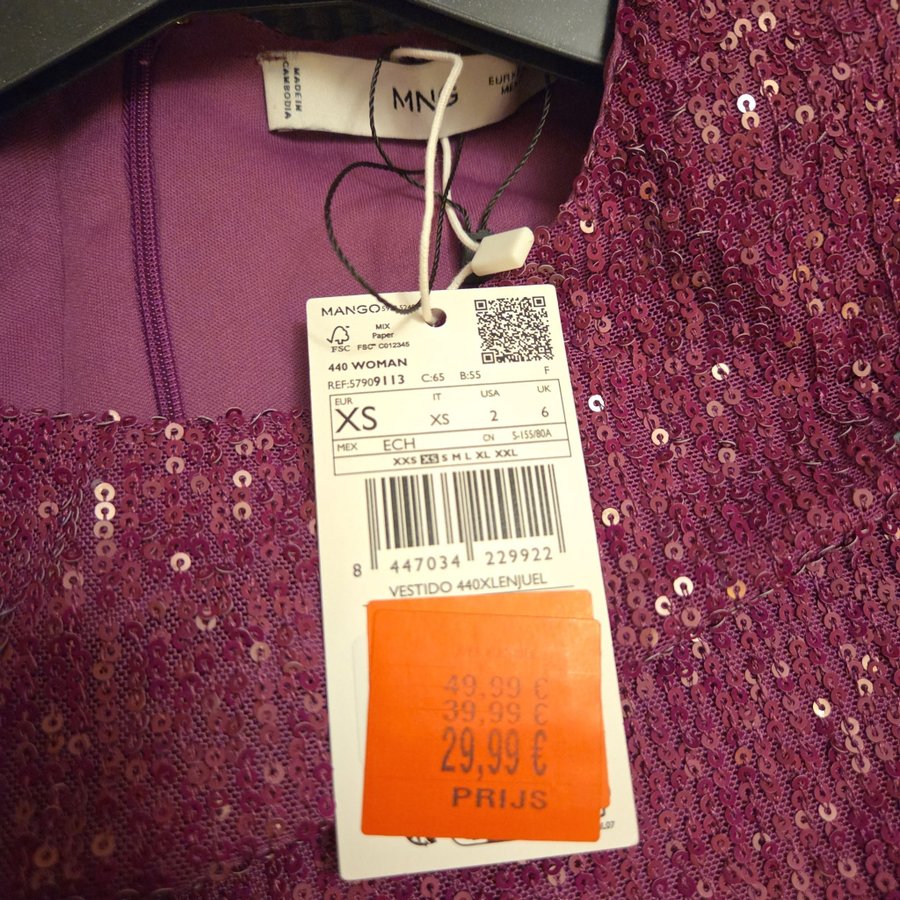 MADE IN
CAMBODIA
MNG
MANGO
MIX
Paper
FSC
FSC™ C012345
440 WOMAN
REF:57909113 C:65 B:55 F
EUR IT USA UK
XS XS 2 6
MEX ECH CN S-155/80A
XXS XS S M L XL XXL
8 447034 229922
VESTIDO 440XLENJUEL
49,99 €
39,99 €
29,99 €
PRIJS